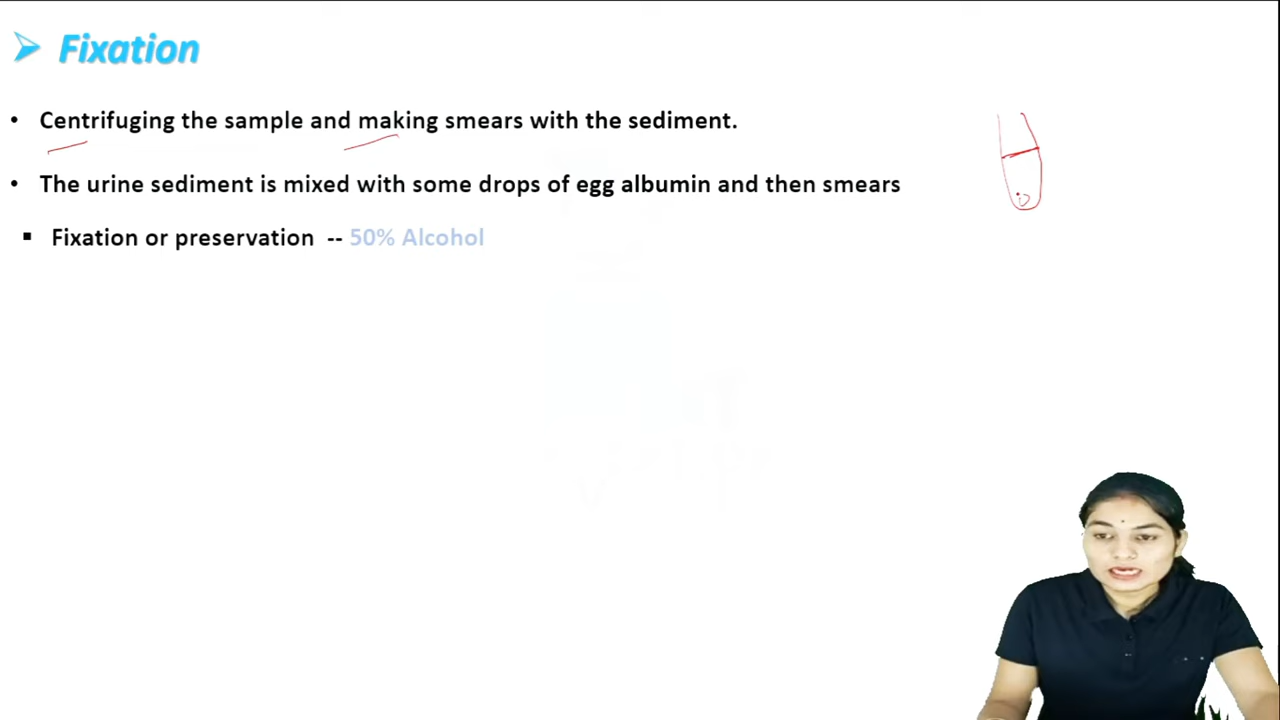 Fixation
Centrifuging the sample and making smears with the sediment.
The urine sediment is mixed with some drops of egg albumin and then smears
Fixation or preservation -- 50% Alcohol